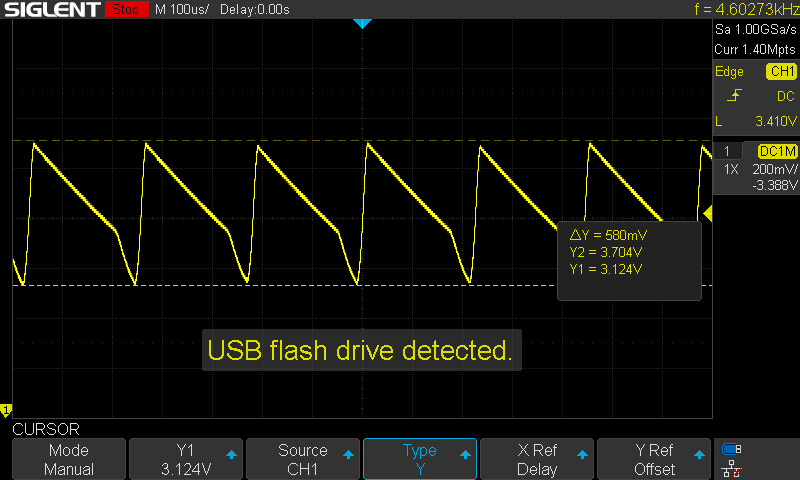 SIGLENT Stop M 100us/ Delay:0.00s f = 4.60273kHz
Sa 1.00GSa/s
Curr 1.40Mpts
Edge CH1
DC
L 3.410V
1 DC1M
1X 200mV/
-3.388V
ΔY = 580mV
Y2 = 3.704V
Y1 = 3.124V
USB flash drive detected.
1
CURSOR
Mode
Manual
Y1
3.124V
Source
CH1
Type
Y
X Ref
Delay
Y Ref
Offset